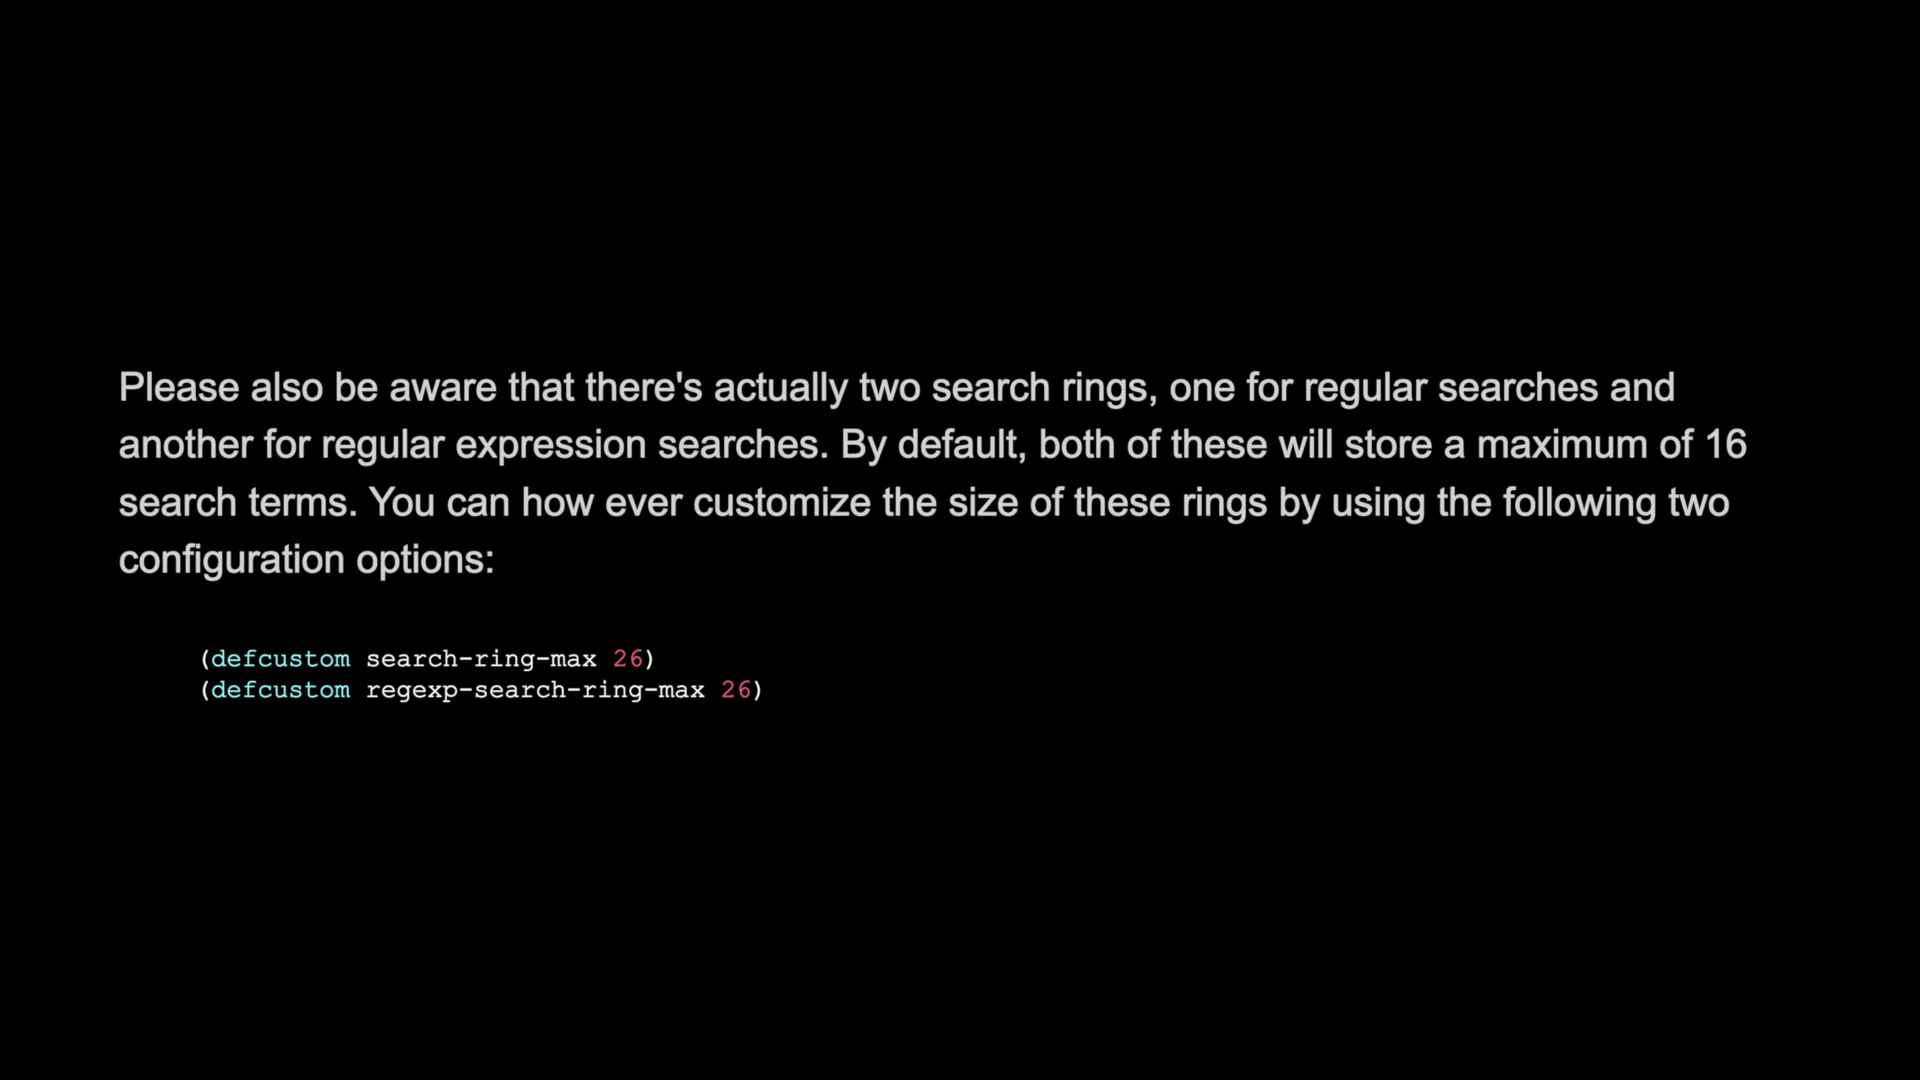 Please also be aware that there's actually two search rings, one for regular searches and
another for regular expression searches. By default, both of these will store a maximum of 16
search terms. You can how ever customize the size of these rings by using the following two
configuration options:
(defcustom search-ring-max 26)
(defcustom regexp-search-ring-max 26)